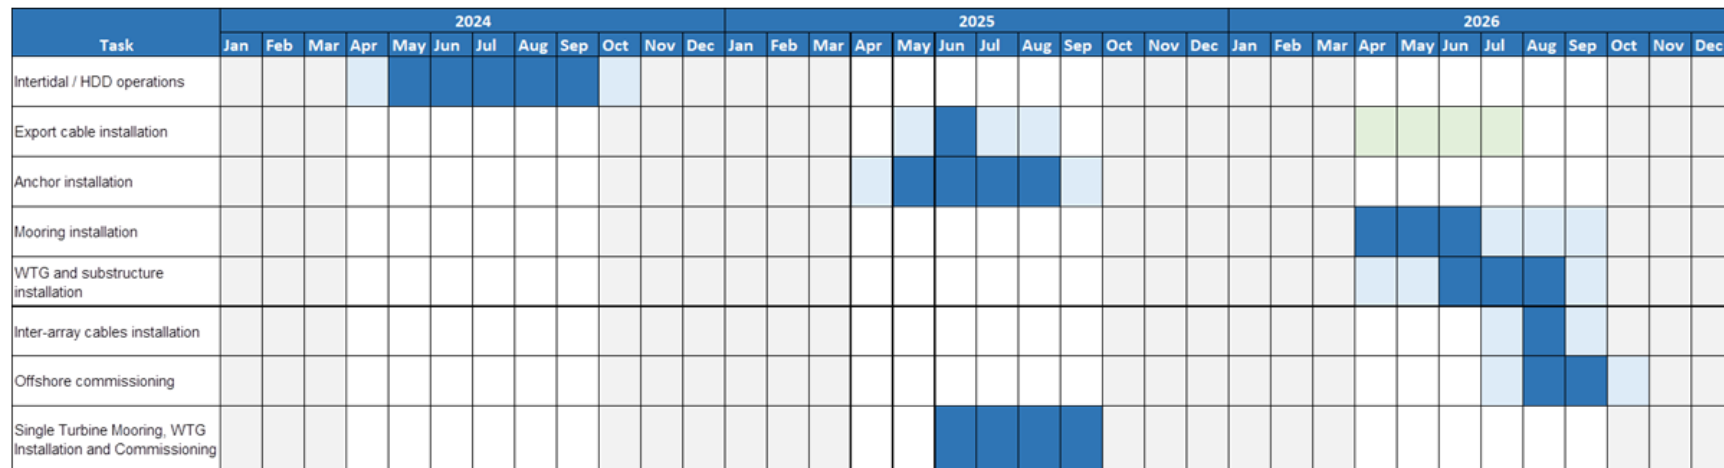 2024 2025 2026
Task Jan Feb Mar Apr May Jun Jul Aug Sep Oct Nov Dec Jan Feb Mar Apr May Jun Jul Aug Sep Oct Nov Dec Jan Feb Mar Apr May Jun Jul Aug Sep Oct Nov Dec
Intertidal / HDD operations
Export cable installation
Anchor installation
Mooring installation
WTG and substructure
installation
Inter-array cables installation
Offshore commissioning
Single Turbine Mooring, WTG
Installation and Commissioning